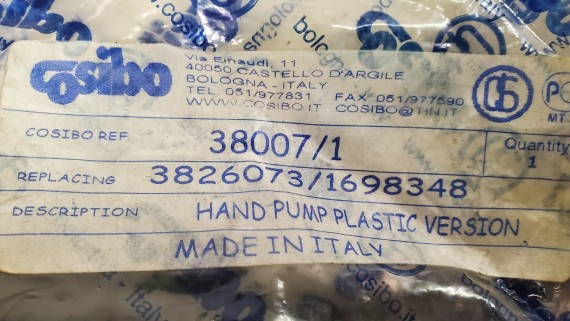 cosibo
Via Einaudi, 11
40050 CASTELLO D'ARGILE
BOLOGNA - ITALY
TEL. 051/977831 FAX 051/977590
WWW.COSIBO.IT COSIBO@TIN.IT
COSIBO REF 38007/1 Quantity
1
REPLACING 3826073/1698348
DESCRIPTION HAND PUMP PLASTIC VERSION
MADE IN ITALY